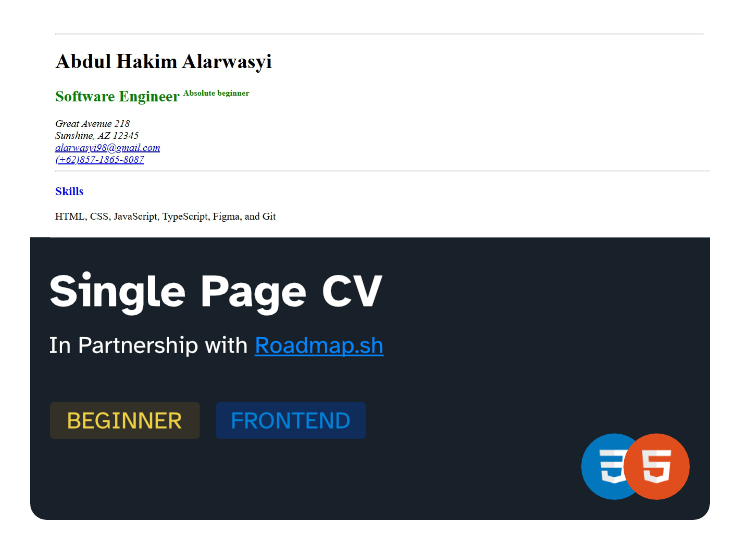 Abdul Hakim Alarwasyi
Software Engineer Absolute beginner
Great Avenue 218
Sunshine, AZ 12345
alarwasyi98@gmail.com
(+62)857-1865-8087
Skills
HTML, CSS, JavaScript, TypeScript, Figma, and Git
Single Page CV
In Partnership with Roadmap.sh
BEGINNER FRONTEND